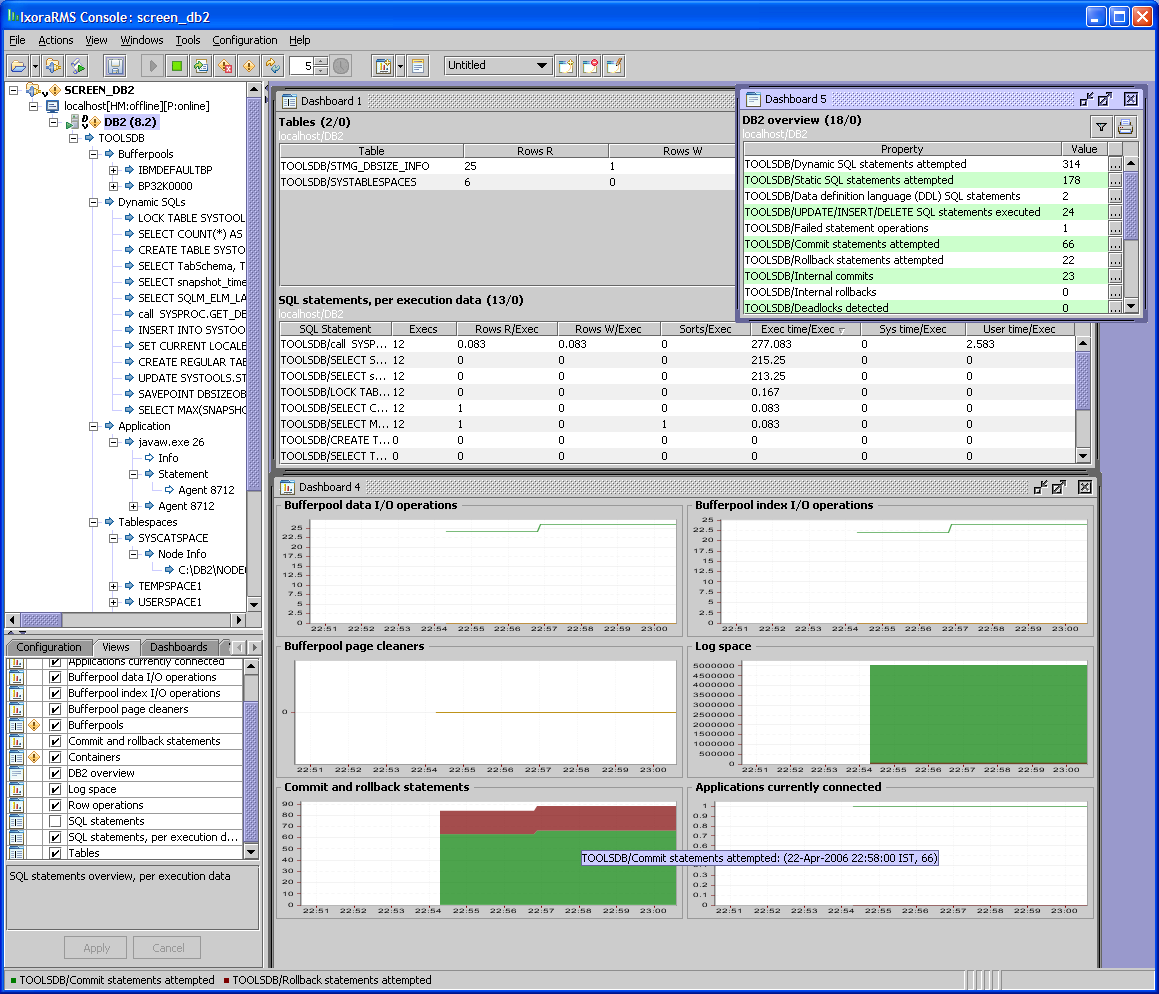 IxoraRMS Console: screen_db2
File Actions View Windows Tools Configuration Help
5
Untitled
SCREEN_DB2
localhost[HM:offline][P:online]
DB2 (8.2)
TOOLSDB
Bufferpools
IBMDEFAULTBP
BP32K0000
Dynamic SQLs
LOCK TABLE SYSTOOL
SELECT COUNT(*) AS
CREATE TABLE SYSTO
SELECT TabSchema, T
SELECT snapshot_time
SELECT SQLM_ELM_LA
call SYSPROC.GET_DB
INSERT INTO SYSTOO
SET CURRENT LOCALE
CREATE REGULAR TAB
UPDATE SYSTOOLS.ST
SAVEPOINT DBSIZEOB
SELECT MAX(SNAPSHO
Application
javaw.exe 26
Info
Statement
Agent 8712
Agent 8712
Tablespaces
SYSCATSPACE
Node Info
C:\DB2\NODE
TEMPSPACE1
USERSPACE1
Configuration Views Dashboards
Applications currently connected
Bufferpool data I/O operations
Bufferpool index I/O operations
Bufferpool page cleaners
Bufferpools
Commit and rollback statements
Containers
DB2 overview
Log space
Row operations
SQL statements
SQL statements, per execution d...
Tables
SQL statements overview, per execution data
Apply Cancel
Dashboard 1
Tables (2/0)
localhost/DB2
Table Rows R Rows W
TOOLSDB/STMG_DBSIZE_INFO 25 1
TOOLSDB/SYSTABLESPACES 6 0
SQL statements, per execution data (13/0)
localhost/DB2
SQL Statement Execs Rows R/Exec Rows W/Exec Sorts/Exec Exec time/Exec Sys time/Exec User time/Exec
TOOLSDB/call SYSP... 12 0.083 0.083 0 277.083 0 2.583
TOOLSDB/SELECT S... 12 0 0 0 215.25 0 0
TOOLSDB/SELECT s... 12 0 0 0 213.25 0 0
TOOLSDB/LOCK TAB... 12 0 0 0 0.167 0 0
TOOLSDB/SELECT C... 12 1 0 0 0.083 0 0
TOOLSDB/SELECT M... 12 1 0 1 0.083 0 0
TOOLSDB/CREATE T... 0 0 0 0 0 0 0
TOOLSDB/SELECT T... 0 0 0 0 0 0 0
Dashboard 5
DB2 overview (18/0)
localhost/DB2
Property Value
TOOLSDB/Dynamic SQL statements attempted 314 ...
TOOLSDB/Static SQL statements attempted 178 ...
TOOLSDB/Data definition language (DDL) SQL statements 2 ...
TOOLSDB/UPDATE/INSERT/DELETE SQL statements executed 24 ...
TOOLSDB/Failed statement operations 1 ...
TOOLSDB/Commit statements attempted 66 ...
TOOLSDB/Rollback statements attempted 22 ...
TOOLSDB/Internal commits 23 ...
TOOLSDB/Internal rollbacks 0 ...
TOOLSDB/Deadlocks detected 0 ...
Dashboard 4
Bufferpool data I/O operations
25
22.5
20
17.5
15
12.5
10
7.5
5
2.5
0
22:51 22:52 22:53 22:54 22:55 22:56 22:57 22:58 22:59 23:00
Bufferpool index I/O operations
25
22.5
20
17.5
15
12.5
10
7.5
5
2.5
0
22:51 22:52 22:53 22:54 22:55 22:56 22:57 22:58 22:59 23:00
Bufferpool page cleaners
0
22:51 22:52 22:53 22:54 22:55 22:56 22:57 22:58 22:59 23:00
Log space
5000000
4500000
4000000
3500000
3000000
2500000
2000000
1500000
1000000
500000
0
22:51 22:52 22:53 22:54 22:55 22:56 22:57 22:58 22:59 23:00
Commit and rollback statements
90
80
70
60
50
40
30
20
10
0
22:51 22:52 22:53 22:54 22:55 22:56 22:57 22:58 22:59 23:00
Applications currently connected
1
0.9
0.8
0.7
0.6
0.3
0.2
0.1
0
22:51 22:52 22:53 22:54 22:55 22:56 22:57 22:58 22:59 23:00
TOOLSDB/Commit statements attempted: (22-Apr-2006 22:58:00 IST, 66)
TOOLSDB/Commit statements attempted TOOLSDB/Rollback statements attempted